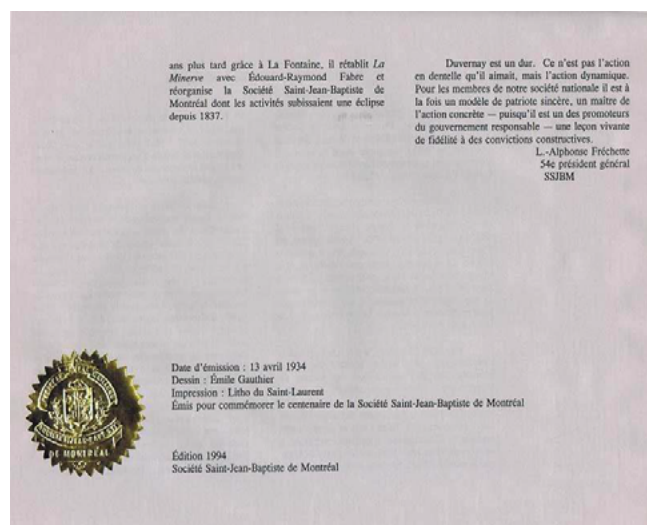 ans plus tard grâce à La Fontaine, il rétablit La
Minerve avec Édouard-Raymond Fabre et
réorganise la Société Saint-Jean-Baptiste de
Montréal dont les activités subissaient une éclipse
depuis 1837.
Duvernay est un dur. Ce n'est pas l'action
en dentelle qu'il aimait, mais l'action dynamique.
Pour les membres de notre société nationale il est à
la fois un modèle de patriote sincère, un maître de
l'action concrète — puisqu'il est un des promoteurs
du gouvernement responsable — une leçon vivante
de fidélité à des convictions constructives.
L.-Alphonse Fréchette
54e président général
SSJBM
Date d'émission : 13 avril 1934
Dessin : Émile Gauthier
Impression : Litho du Saint-Laurent
Émis pour commémorer le centenaire de la Société Saint-Jean-Baptiste de Montréal
DE MONTRÉAL
Édition 1994
Société Saint-Jean-Baptiste de Montréal